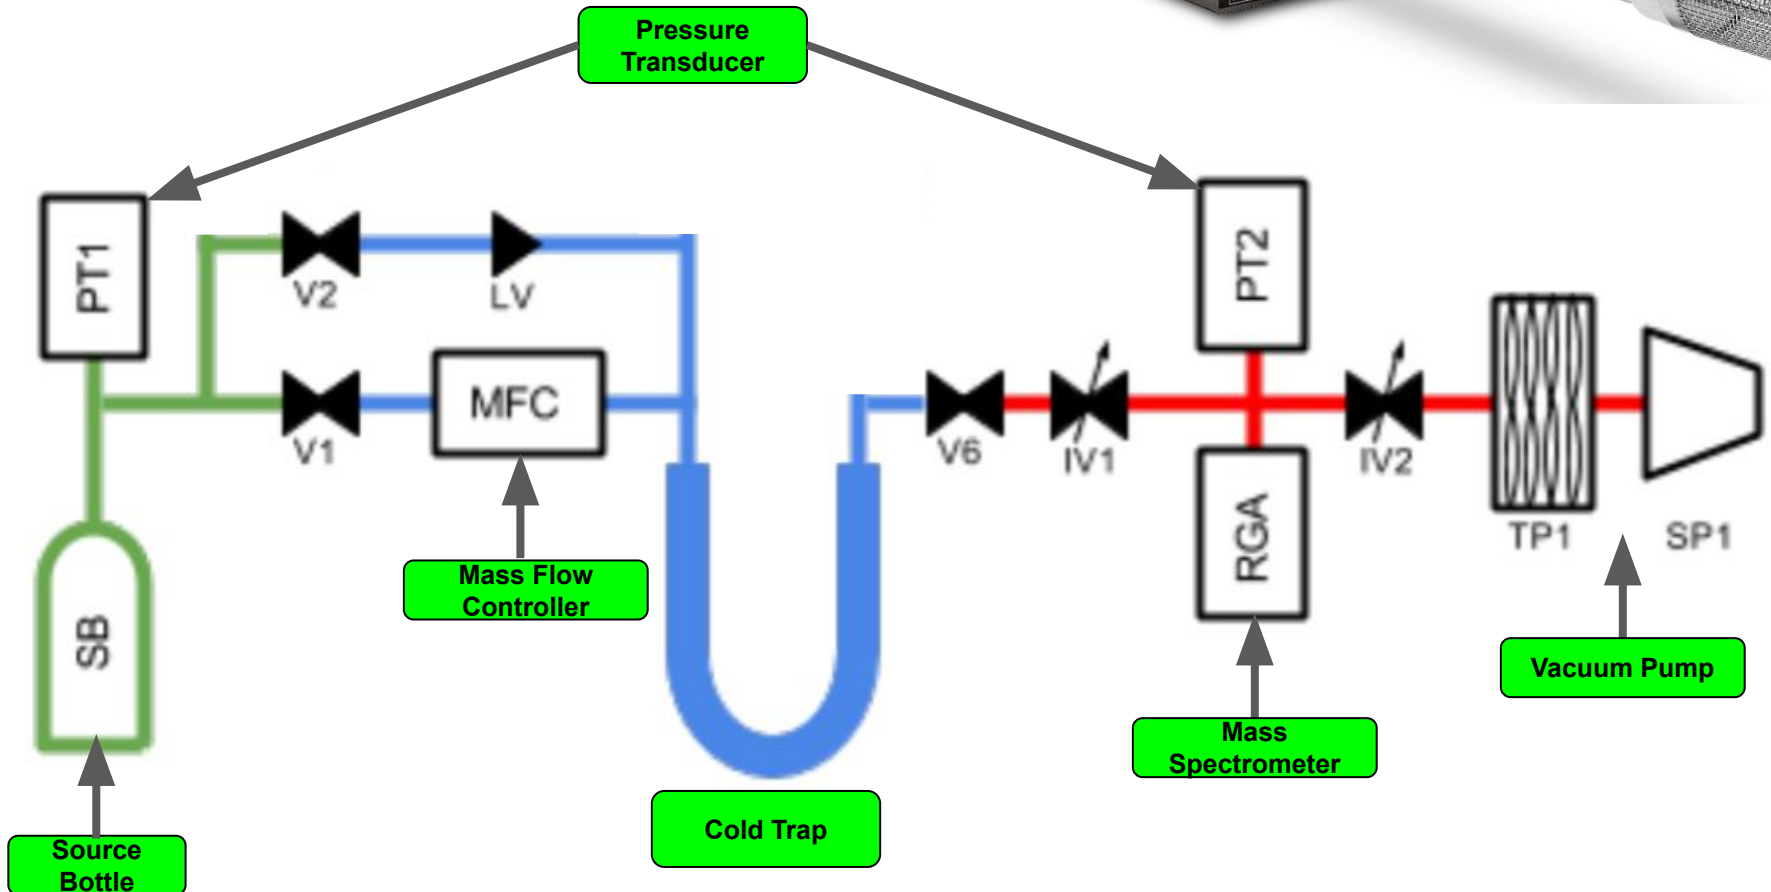 Pressure
Transducer
PT1
PT2
V2
LV
V1
MFC
V6
IV1
IV2
TP1
SP1
RGA
SB
Mass Flow
Controller
Vacuum Pump
Mass
Spectrometer
Cold Trap
Source
Bottle